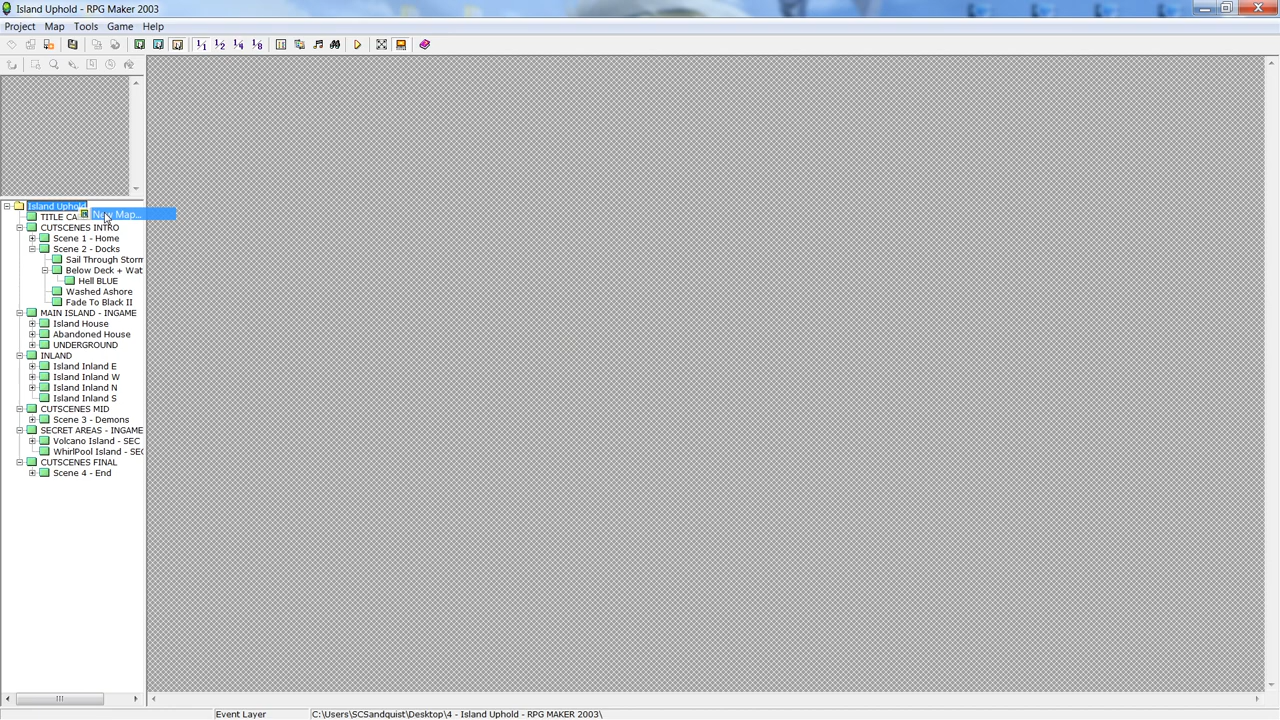 Island Uphold - RPG Maker 2003
Project Map Tools Game Help
Island Uphold
New Map...
TITLE CA
CUTSCENES INTRO
Scene 1 - Home
Scene 2 - Docks
Sail Through Storm
Below Deck + Wat
Hell BLUE
Washed Ashore
Fade To Black II
MAIN ISLAND - INGAME
Island House
Abandoned House
UNDERGROUND
INLAND
Island Inland E
Island Inland W
Island Inland N
Island Inland S
CUTSCENES MID
Scene 3 - Demons
SECRET AREAS - INGAME
Volcano Island - SEC
WhirlPool Island - SEC
CUTSCENES FINAL
Scene 4 - End
Event Layer C:\Users\SCSandquist\Desktop\4 - Island Uphold - RPG MAKER 2003\